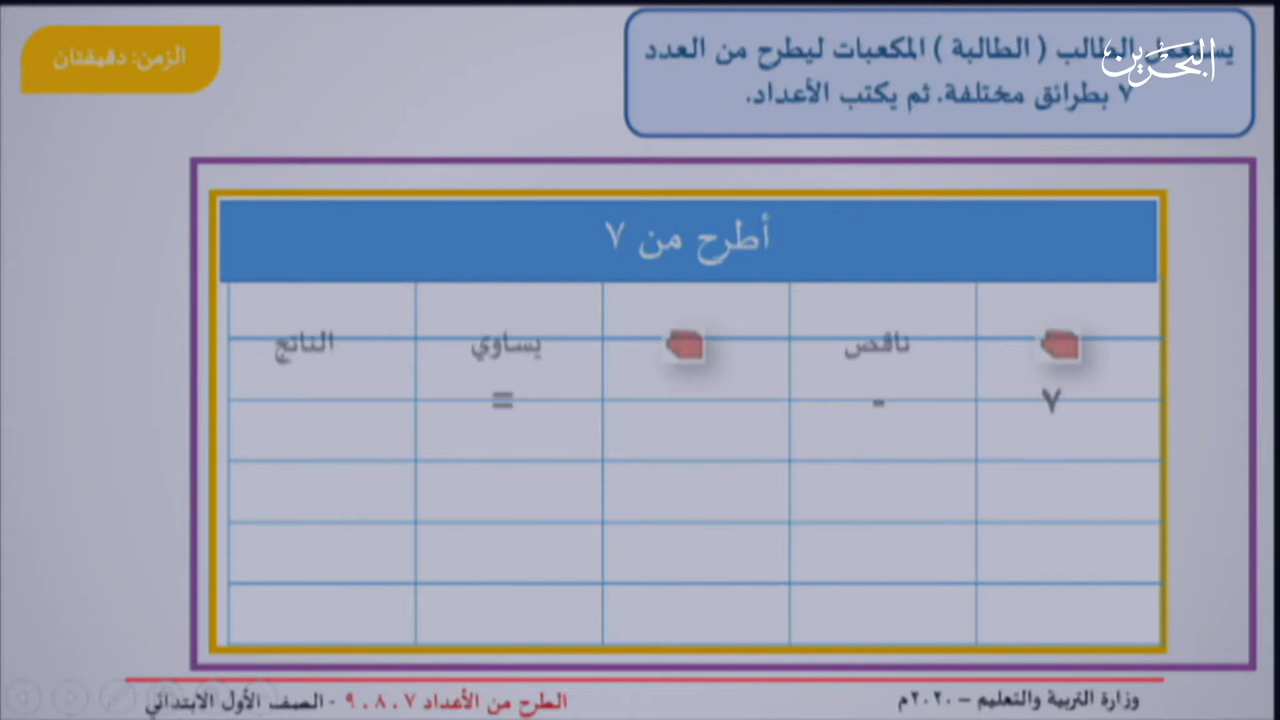 الزمن: دقيقتان
البحرين
يستعمل الطالب ( الطالبة ) المكعبات ليطرح من العدد
٧ بطرائق مختلفة. ثم يكتب الأعداد.
أطرح من ٧
ناقص يساوي الناتج
٧ - =
وزارة التربية والتعليم – ٢٠٢٠م
الطرح من الأعداد ٧ ، ٨ ، ٩ - الصف الأول الابتدائي